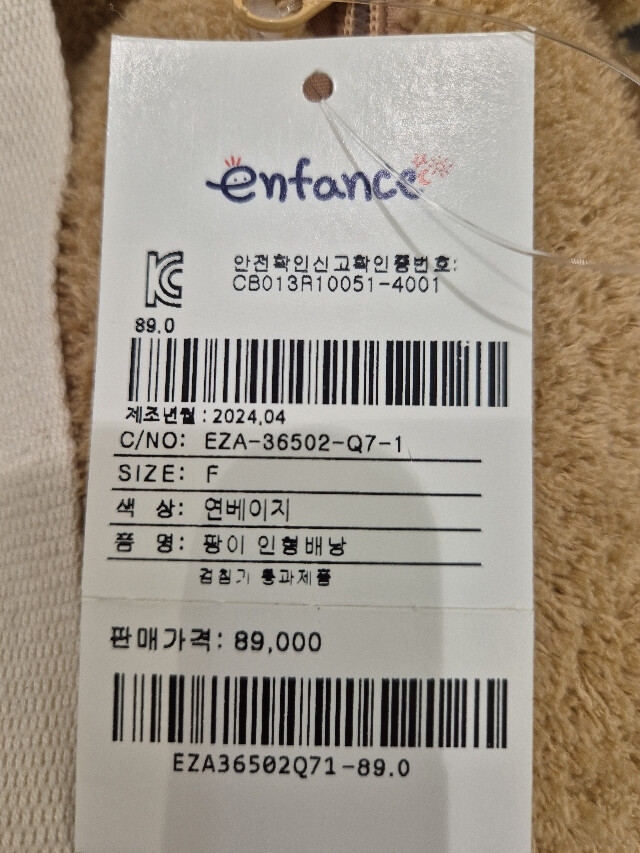 enfance
안전확인신고확인증번호:
CB013R10051-4001
89.0
제조년월 : 2024.04
C/NO: EZA-36502-Q7-1
SIZE: F
색 상: 연베이지
품 명: 팡이 인형배낭
검침기 통과제품
판매가격: 89,000
EZA36502Q71-89.0